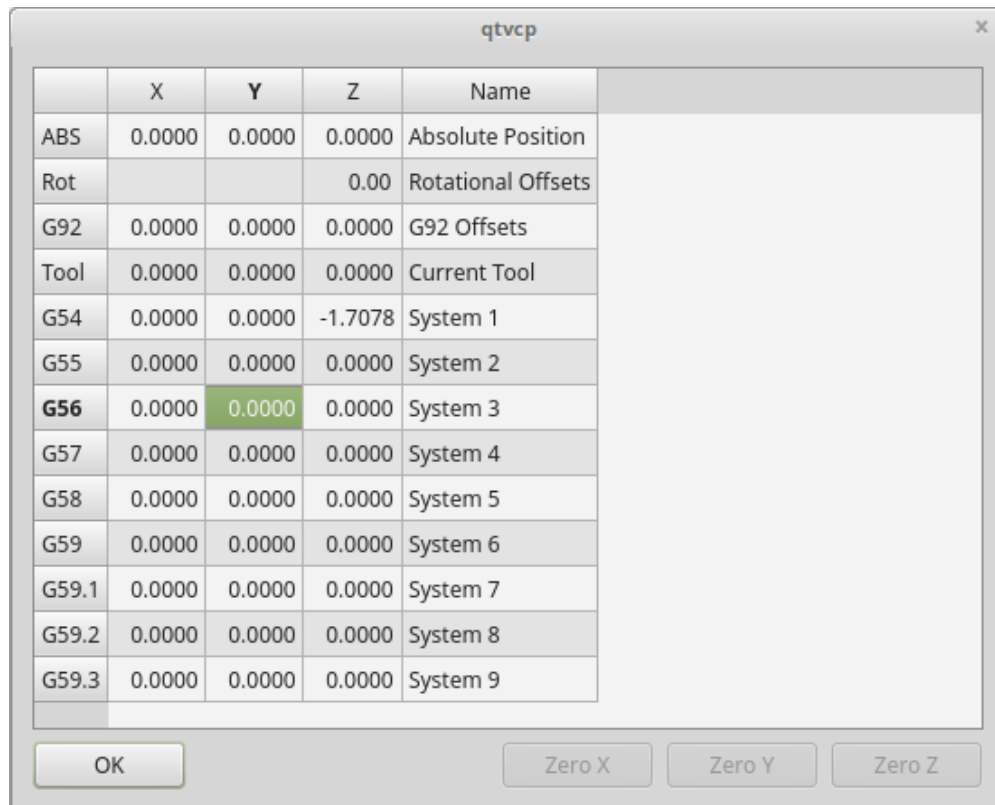 qtvcp ×
X Y Z Name
ABS 0.0000 0.0000 0.0000 Absolute Position
Rot 0.00 Rotational Offsets
G92 0.0000 0.0000 0.0000 G92 Offsets
Tool 0.0000 0.0000 0.0000 Current Tool
G54 0.0000 0.0000 -1.7078 System 1
G55 0.0000 0.0000 0.0000 System 2
G56 0.0000 0.0000 0.0000 System 3
G57 0.0000 0.0000 0.0000 System 4
G58 0.0000 0.0000 0.0000 System 5
G59 0.0000 0.0000 0.0000 System 6
G59.1 0.0000 0.0000 0.0000 System 7
G59.2 0.0000 0.0000 0.0000 System 8
G59.3 0.0000 0.0000 0.0000 System 9
OK Zero X Zero Y Zero Z